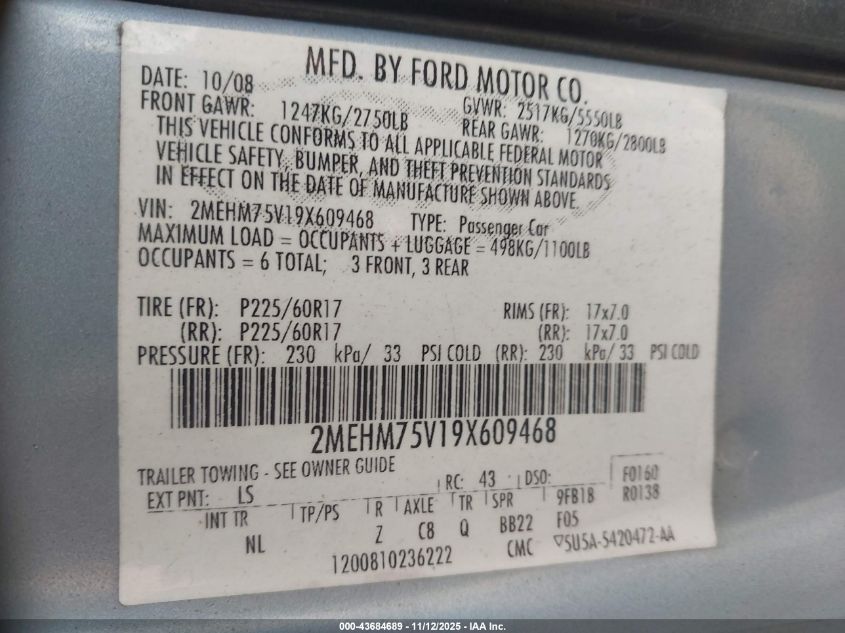 MFD. BY FORD MOTOR CO.
DATE: 10/08
GVWR: 2517KG/5550LB
FRONT GAWR: 1247KG/2750LB
REAR GAWR: 1270KG/2800LB
THIS VEHICLE CONFORMS TO ALL APPLICABLE FEDERAL MOTOR
VEHICLE SAFETY, BUMPER, AND THEFT PREVENTION STANDARDS
IN EFFECT ON THE DATE OF MANUFACTURE SHOWN ABOVE.
VIN: 2MEHM75V19X609468 TYPE: Passenger Car
MAXIMUM LOAD = OCCUPANTS + LUGGAGE = 498KG/1100LB
OCCUPANTS = 6 TOTAL; 3 FRONT, 3 REAR
TIRE (FR): P225/60R17 RIMS (FR): 17x7.0
(RR): P225/60R17 (RR): 17x7.0
PRESSURE (FR): 230 kPa/ 33 PSI COLD (RR): 230 kPa/ 33 PSI COLD
2MEHM75V19X609468
TRAILER TOWING - SEE OWNER GUIDE
EXT PNT: LS RC: 43 DSO: F0160
R0138
INT TR TP/PS R AXLE TR SPR 9FB1B
NL Z C8 Q BB22 F05
1200810236222 CMC ▽5U5A-5420472-AA
000-43684689 - 11/12/2025 - IAA Inc.